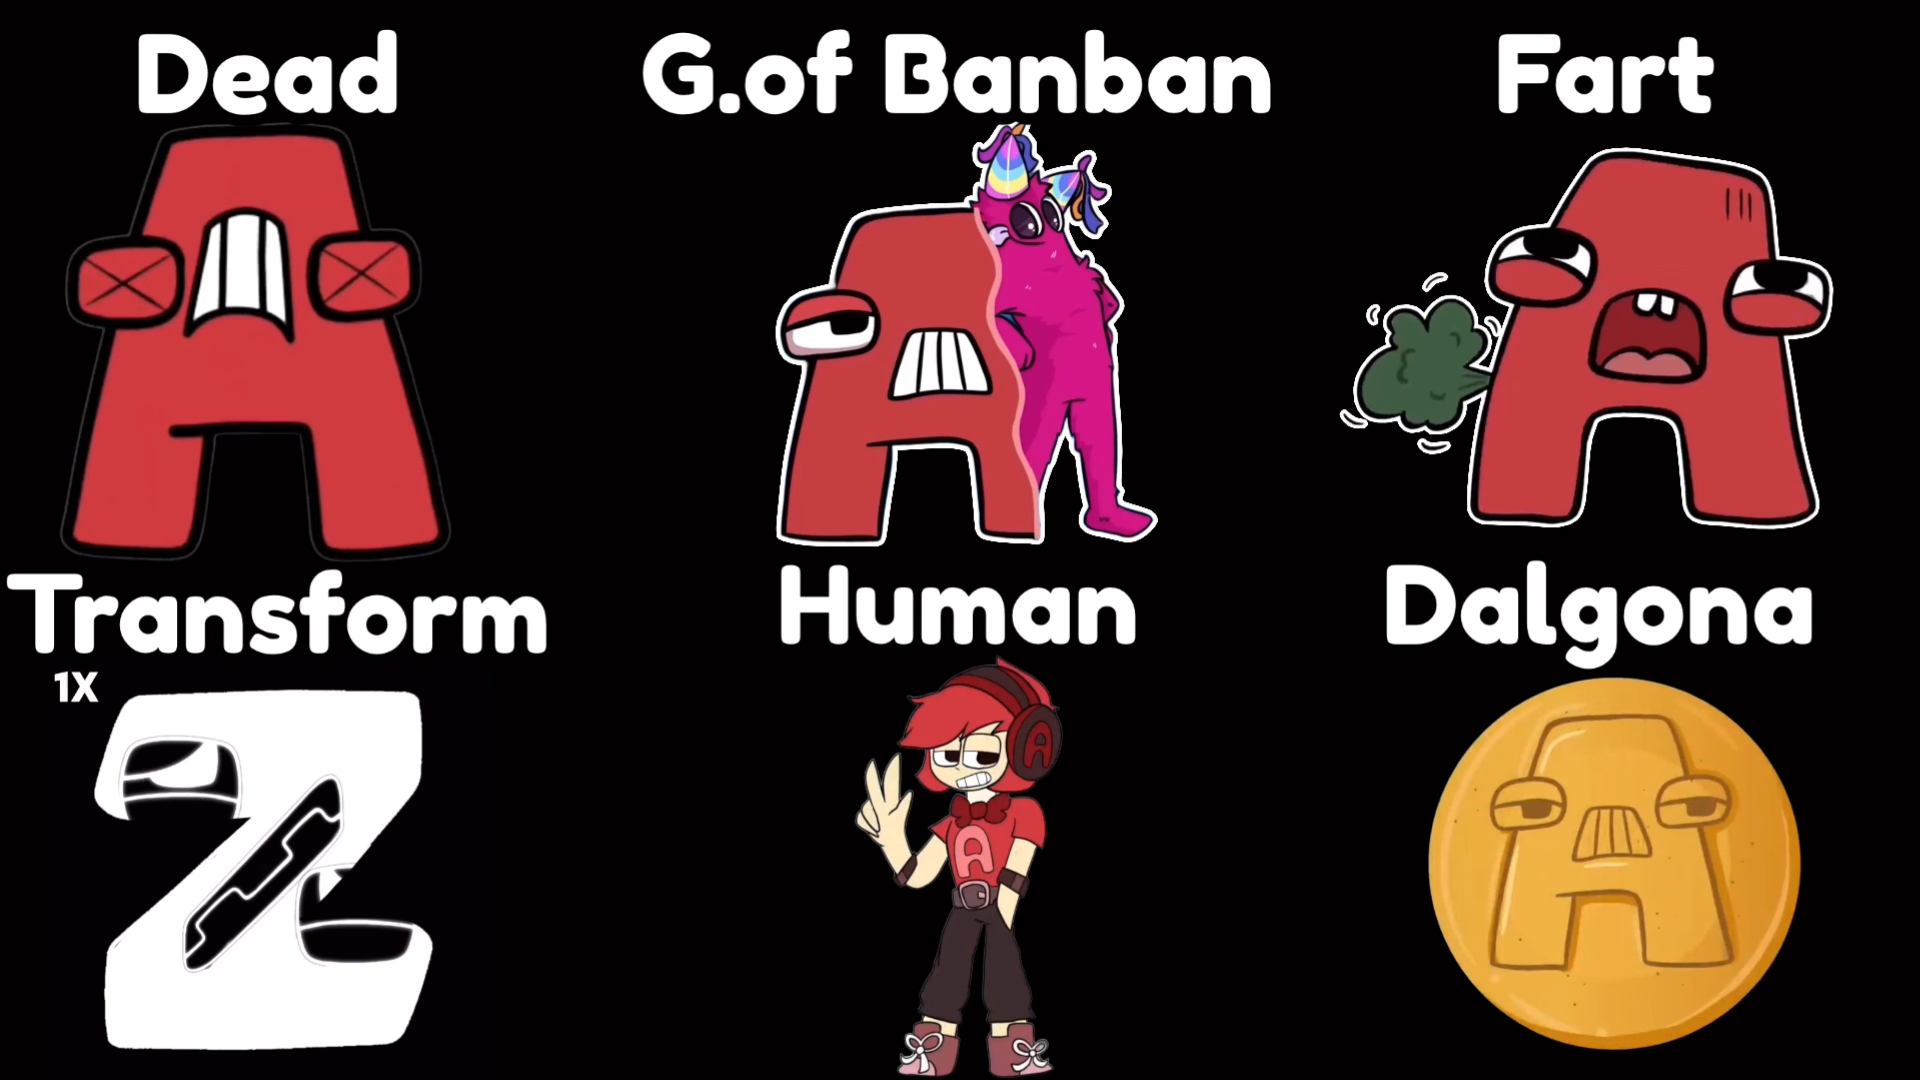 Dead
G.of Banban
Fart
Transform
Human
Dalgona
1X
A
A